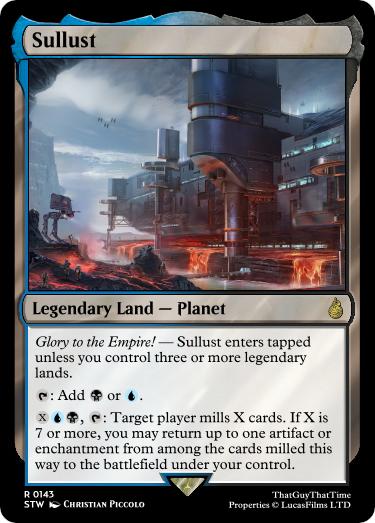 Sullust
Legendary Land — Planet
Glory to the Empire! — Sullust enters tapped
unless you control three or more legendary
lands.
: Add or .
X , : Target player mills X cards. If X is
7 or more, you may return up to one artifact or
enchantment from among the cards milled this
way to the battlefield under your control.
R 0143
ThatGuyThatTime
STW Christian Piccolo
Properties © LucasFilms LTD